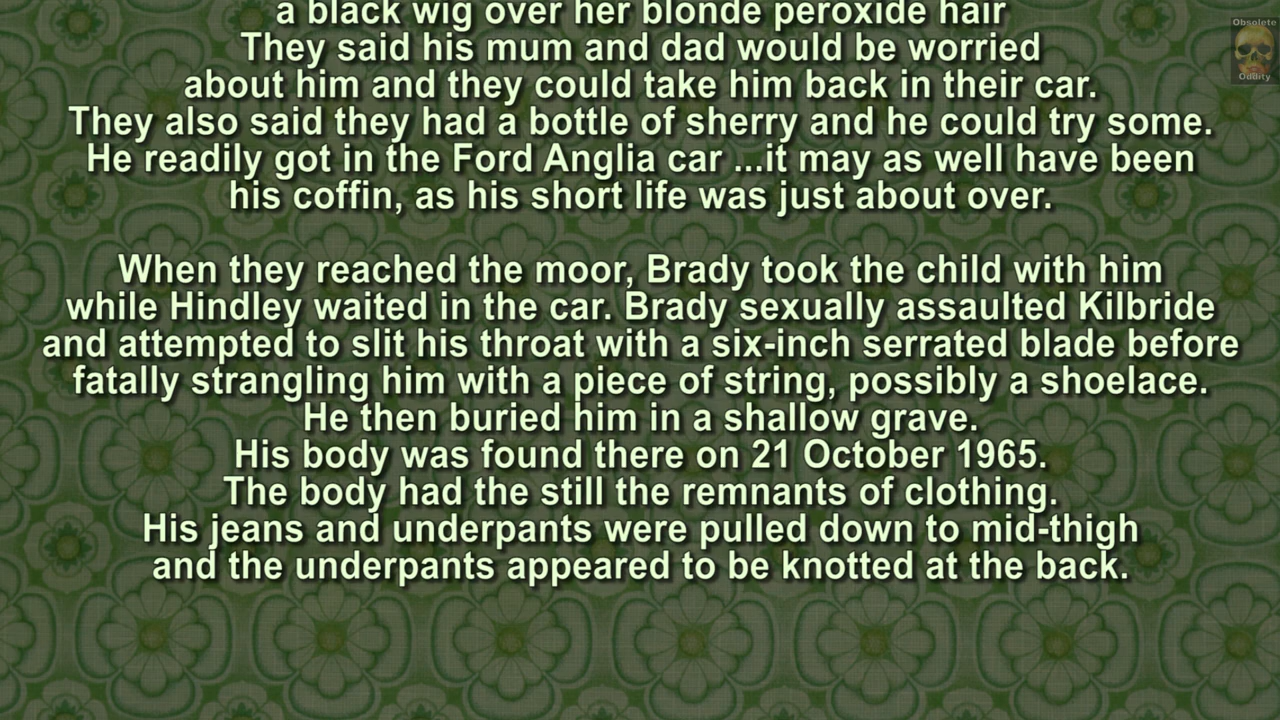 a black wig over her blonde peroxide hair
They said his mum and dad would be worried
about him and they could take him back in their car.
They also said they had a bottle of sherry and he could try some.
He readily got in the Ford Anglia car ...it may as well have been
his coffin, as his short life was just about over.
When they reached the moor, Brady took the child with him
while Hindley waited in the car. Brady sexually assaulted Kilbride
and attempted to slit his throat with a six-inch serrated blade before
fatally strangling him with a piece of string, possibly a shoelace.
He then buried him in a shallow grave.
His body was found there on 21 October 1965.
The body had the still the remnants of clothing.
His jeans and underpants were pulled down to mid-thigh
and the underpants appeared to be knotted at the back.
Obsolete
Oddity